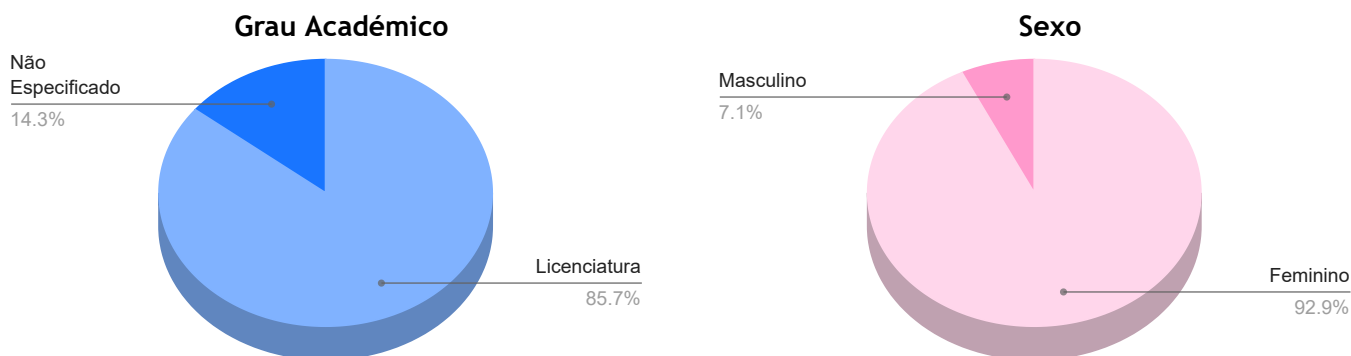 Grau Académico
Não
Especificado
14.3%
Licenciatura
85.7%
Sexo
Masculino
7.1%
Feminino
92.9%